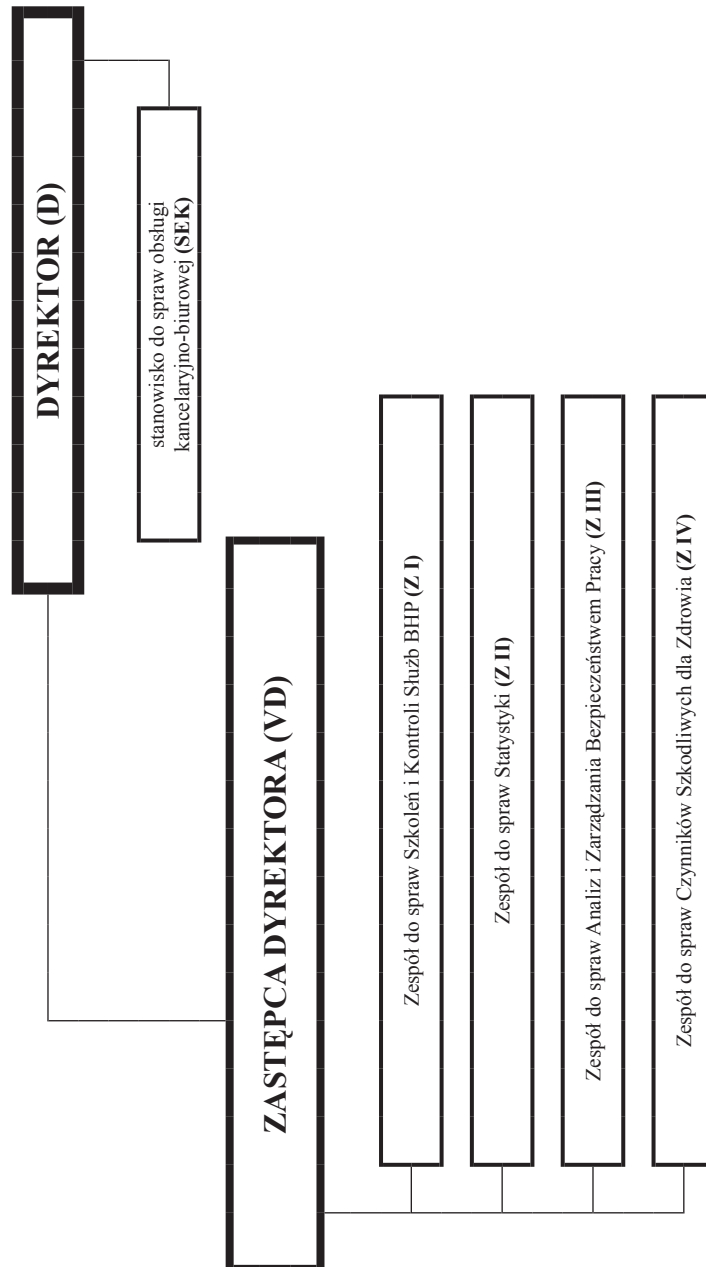 DYREKTOR (D)
stanowisko do spraw obsługi
kancelaryjno-biurowej (SEK)
ZASTĘPCA DYREKTORA (VD)
Zespół do spraw Szkoleń i Kontroli Służb BHP (Z I)
Zespół do spraw Statystyki (Z II)
Zespół do spraw Analiz i Zarządzania Bezpieczeństwem Pracy (Z III)
Zespół do spraw Czynników Szkodliwych dla Zdrowia (Z IV)